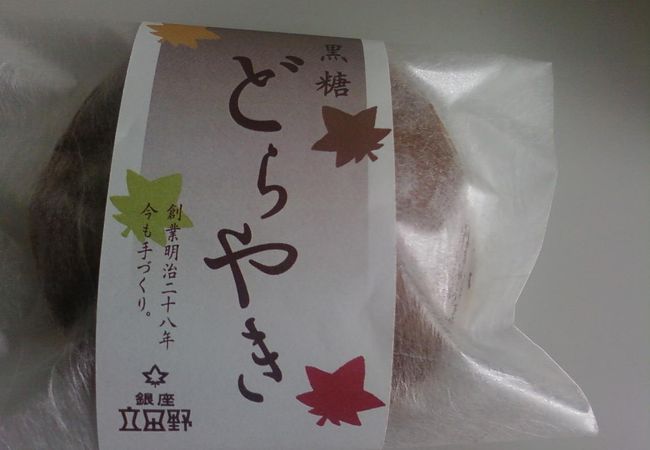 黒糖
どらやき
創業明治二十八年
今も手づくり。
銀座
立田野